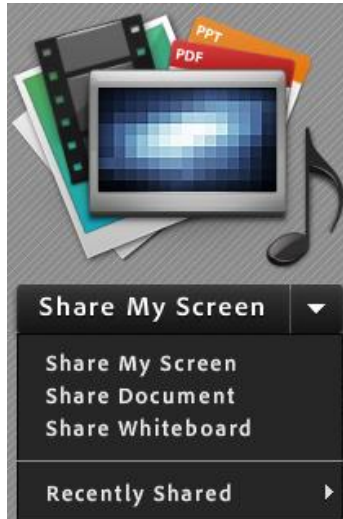 PPT
PDF
Share My Screen
Share My Screen
Share Document
Share Whiteboard
Recently Shared